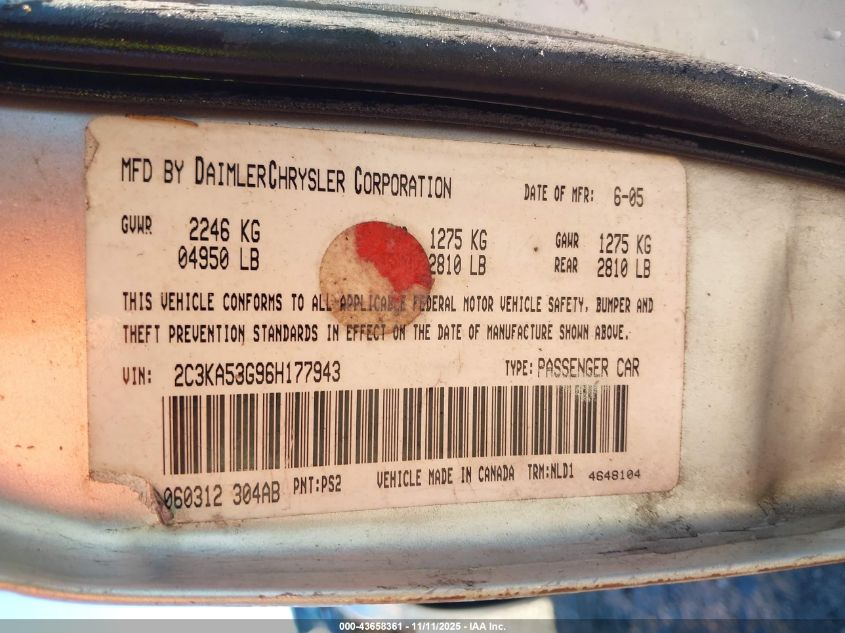 MFD BY DAIMLERCHRYSLER CORPORATION DATE OF MFR: 6-05
GVWR 2246 KG 1275 KG GAWR 1275 KG
04950 LB 2810 LB REAR 2810 LB
THIS VEHICLE CONFORMS TO ALL APPLICABLE FEDERAL MOTOR VEHICLE SAFETY, BUMPER AND
THEFT PREVENTION STANDARDS IN EFFECT ON THE DATE OF MANUFACTURE SHOWN ABOVE.
VIN: 2C3KA53G96H177943 TYPE: PASSENGER CAR
060312 304AB PNT:PS2 VEHICLE MADE IN CANADA TRM:NLD1 4648104
000-43658361 - 11/11/2025 - IAA Inc.